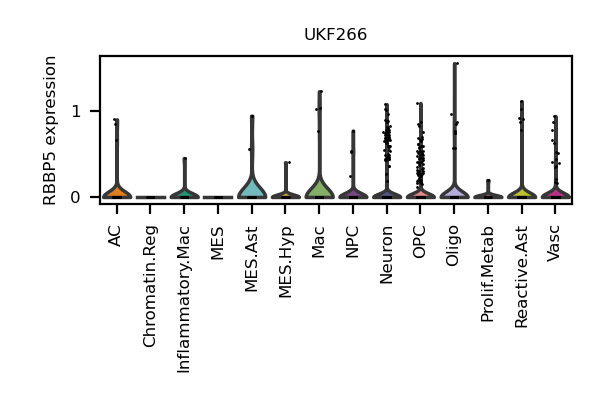 UKF266
RBBP5 expression
1
0
AC
Chromatin.Reg
Inflammatory.Mac
MES
MES.Ast
MES.Hyp
Mac
NPC
Neuron
OPC
Oligo
Prolif.Metab
Reactive.Ast
Vasc